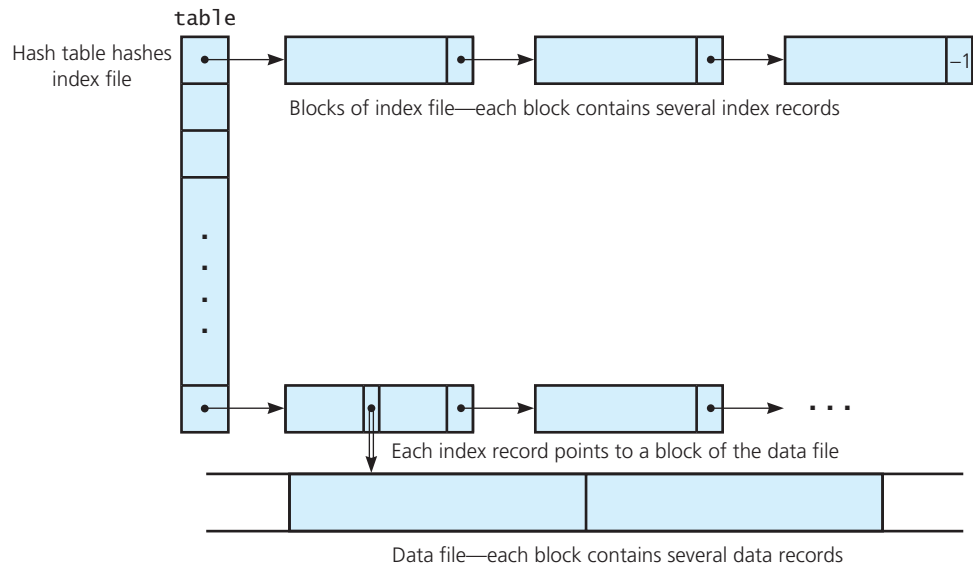 table
Hash table hashes
index file
–1
Blocks of index file—each block contains several index records
. . .
Each index record points to a block of the data file
Data file—each block contains several data records